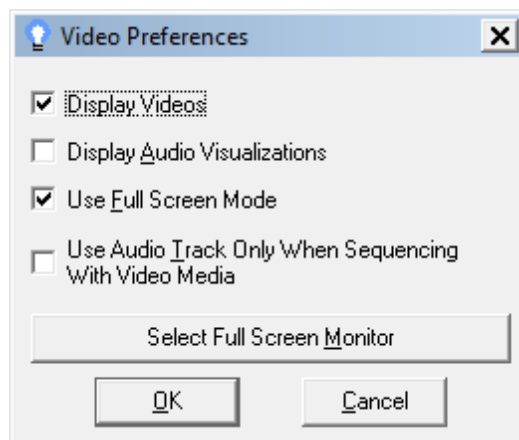 Video Preferences
Display Videos
Display Audio Visualizations
Use Full Screen Mode
Use Audio Track Only When Sequencing
With Video Media
Select Full Screen Monitor
OK
Cancel